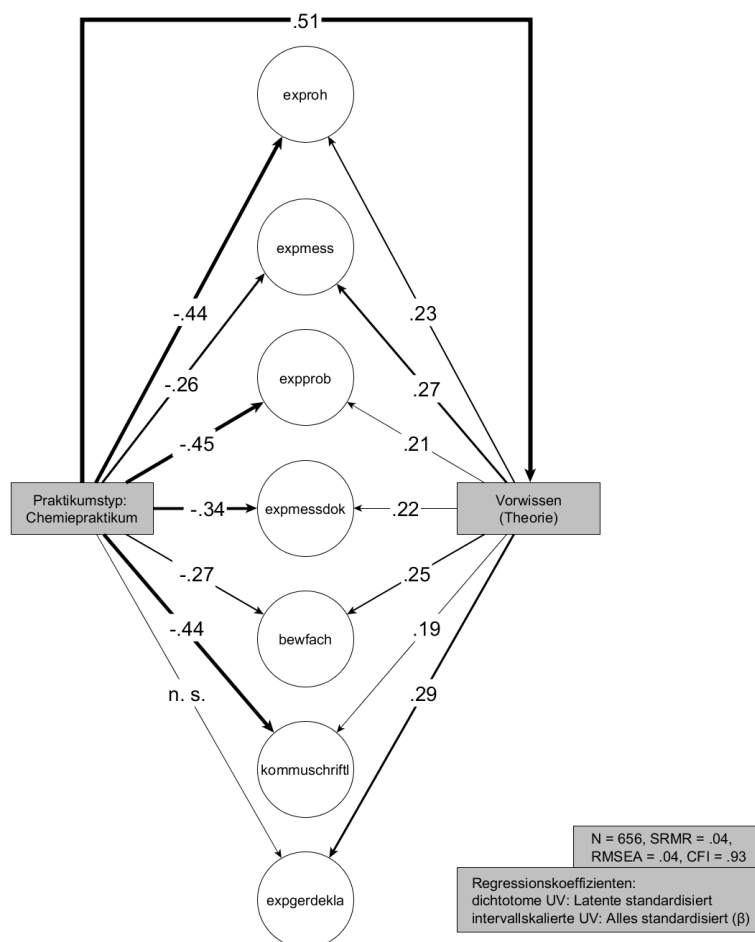 .51
exproh
expmess
-.44
.23
-.26
expprob
.27
-.45
.21
Praktikumstyp:
Chemiepraktikum
-.34
expmessdok
.22
Vorwissen
(Theorie)
-.27
.25
bewfach
-.44
.19
n. s.
.29
kommuschriftl
expgerdekla
N = 656, SRMR = .04,
RMSEA = .04, CFI = .93
Regressionskoeffizienten:
dichtotome UV: Latente standardisiert
intervallskalierte UV: Alles standardisiert (β)